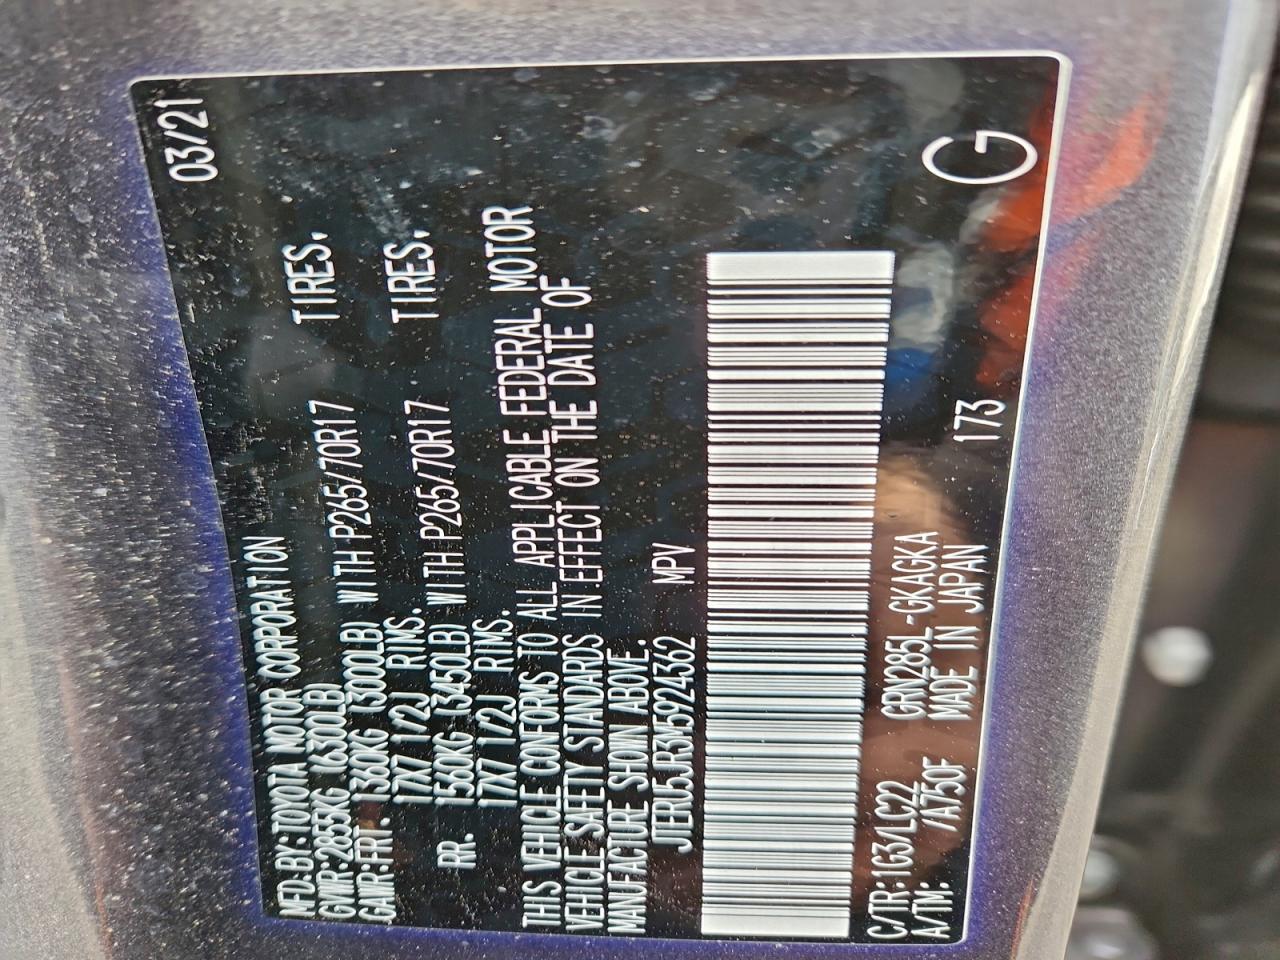 03/21
MFD.BY:TOYOTA MOTOR CORPORATION
GVWR:2855KG (6300LB)
GAWR:FRT. 1360KG (3000LB) WITH P265/70R17 TIRES,
17X7 1/2J RIMS.
RR. 1560KG (3450LB) WITH P265/70R17 TIRES,
17X7 1/2J RIMS.
THIS VEHICLE CONFORMS TO ALL APPLICABLE FEDERAL MOTOR
VEHICLE SAFETY STANDARDS IN EFFECT ON THE DATE OF
MANUFACTURE SHOWN ABOVE.
JTERU5JR3M5924362 MPV
C/TR:1G3/LC22 GRN285L-GKAGKA
A/TM: /A750F MADE IN JAPAN 173
G